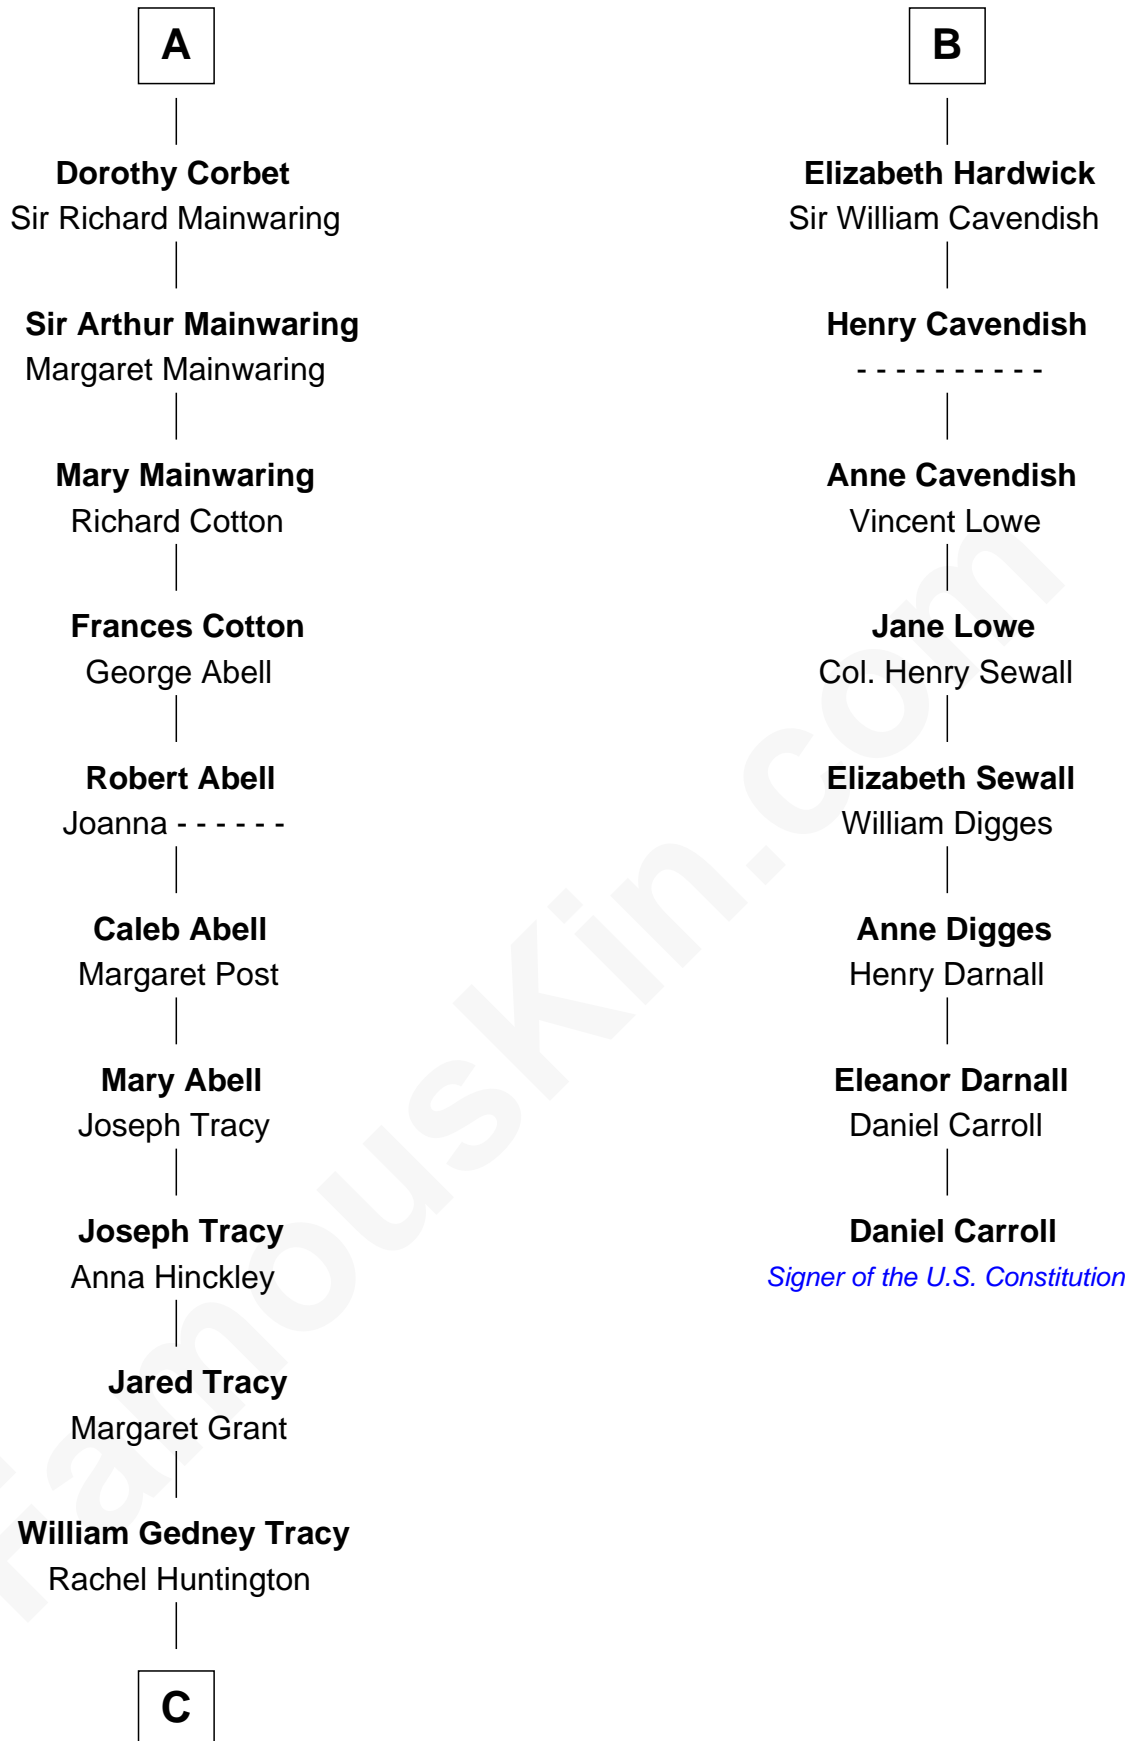 A
Dorothy Corbet
Sir Richard Mainwaring
Sir Arthur Mainwaring
Margaret Mainwaring
Mary Mainwaring
Richard Cotton
Frances Cotton
George Abell
Robert Abell
Joanna - - - - - -
Caleb Abell
Margaret Post
Mary Abell
Joseph Tracy
Joseph Tracy
Anna Hinckley
Jared Tracy
Margaret Grant
William Gedney Tracy
Rachel Huntington
C
B
Elizabeth Hardwick
Sir William Cavendish
Henry Cavendish
- - - - - - - - - -
Anne Cavendish
Vincent Lowe
Jane Lowe
Col. Henry Sewall
Elizabeth Sewall
William Digges
Anne Digges
Henry Darnall
Eleanor Darnall
Daniel Carroll
Daniel Carroll
Signer of the U.S. Constitution
FamousKin.com